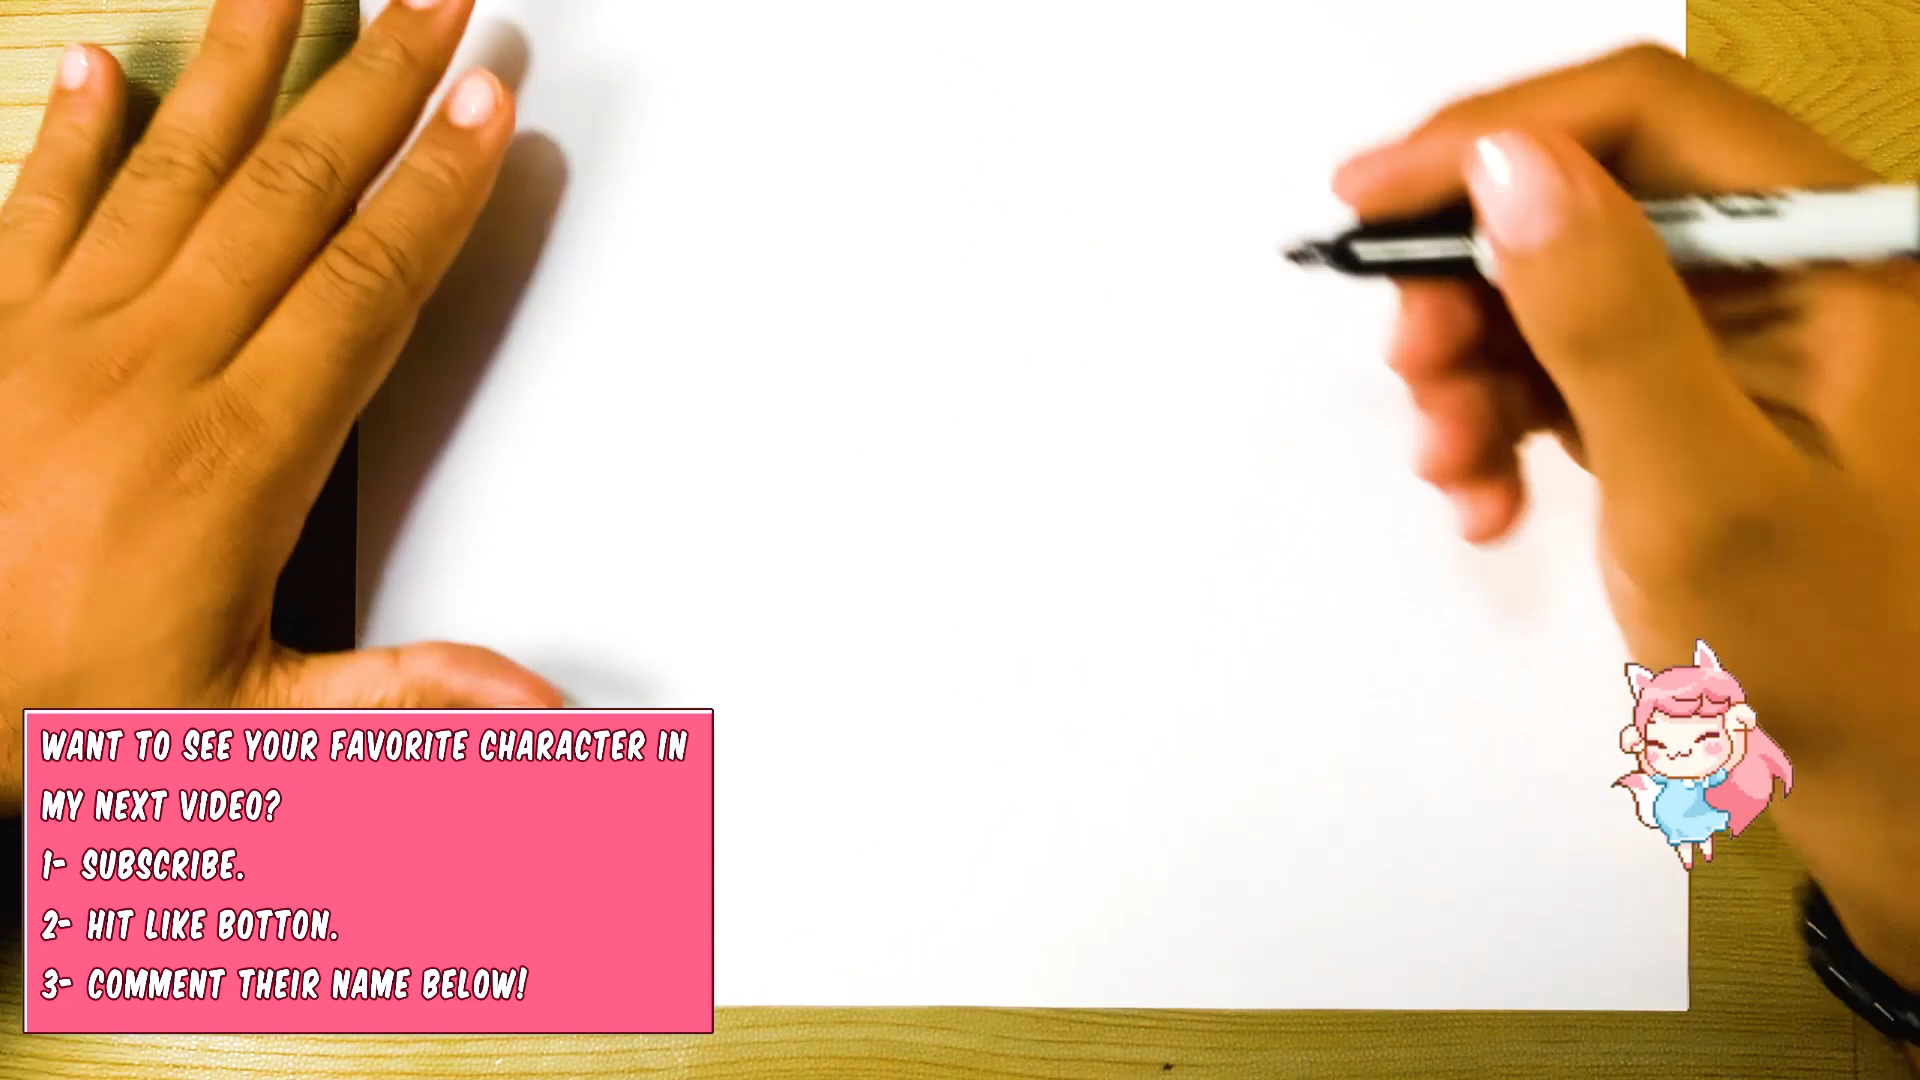 WANT TO SEE YOUR FAVORITE CHARACTER IN
MY NEXT VIDEO?
1- SUBSCRIBE.
2- HIT LIKE BOTTON.
3- COMMENT THEIR NAME BELOW!